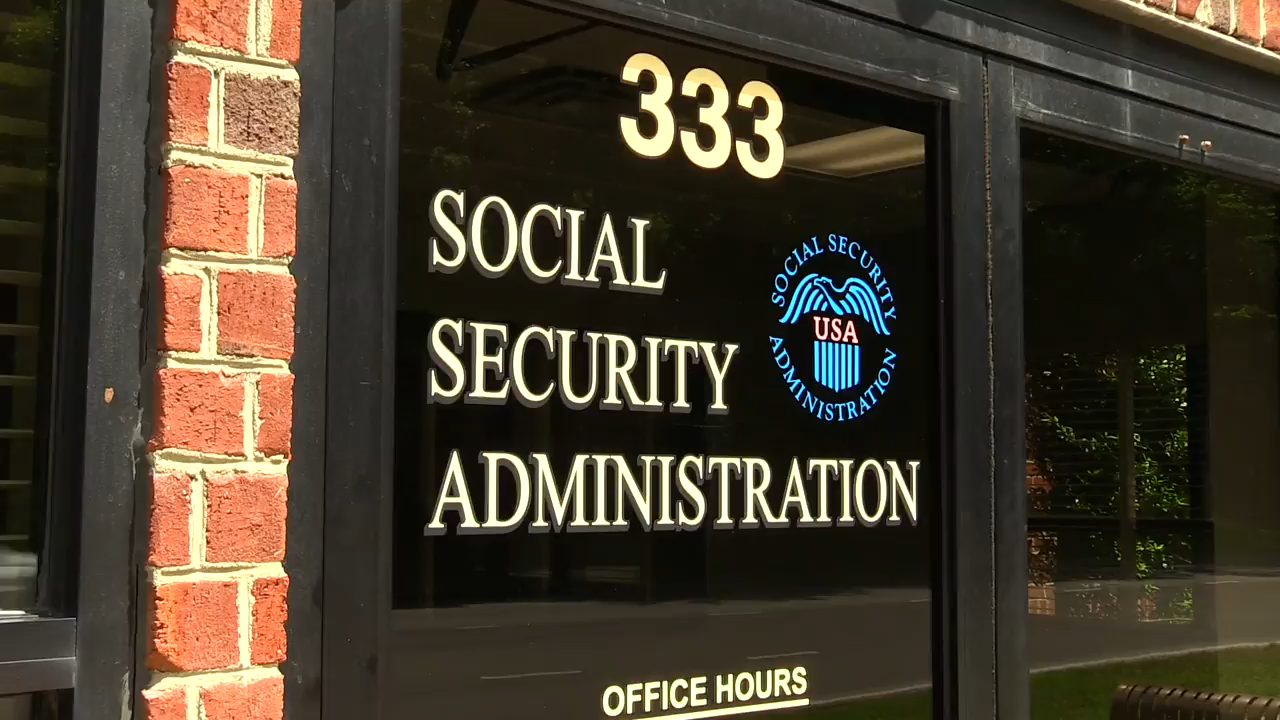 333
SOCIAL
SECURITY
ADMINISTRATION
SOCIAL SECURITY
USA
ADMINISTRATION
OFFICE HOURS